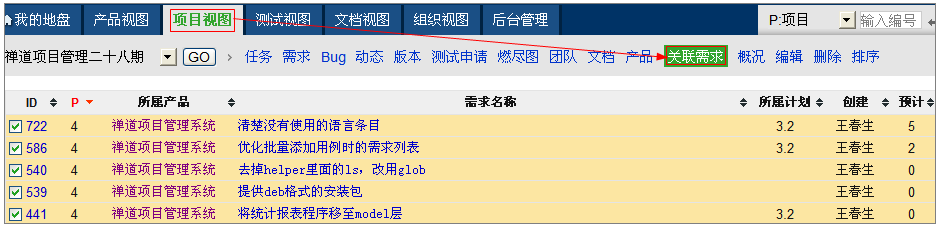 我的地盘 产品视图 项目视图 测试视图 文档视图 组织视图 后台管理 P:项目 输入编号
禅道项目管理二十八期 GO › 任务 需求 Bug 动态 版本 测试申请 燃尽图 团队 文档 产品 关联需求 概况 编辑 删除 排序
ID P 所属产品 需求名称 所属计划 创建 预计
722 4 禅道项目管理系统 清楚没有使用的语言条目 3.2 王春生 5
586 4 禅道项目管理系统 优化批量添加用例时的需求列表 3.2 王春生 2
540 4 禅道项目管理系统 去掉helper里面的ls，改用glob 王春生 0
539 4 禅道项目管理系统 提供deb格式的安装包 王春生 0
441 4 禅道项目管理系统 将统计报表程序移至model层 3.2 王春生 0